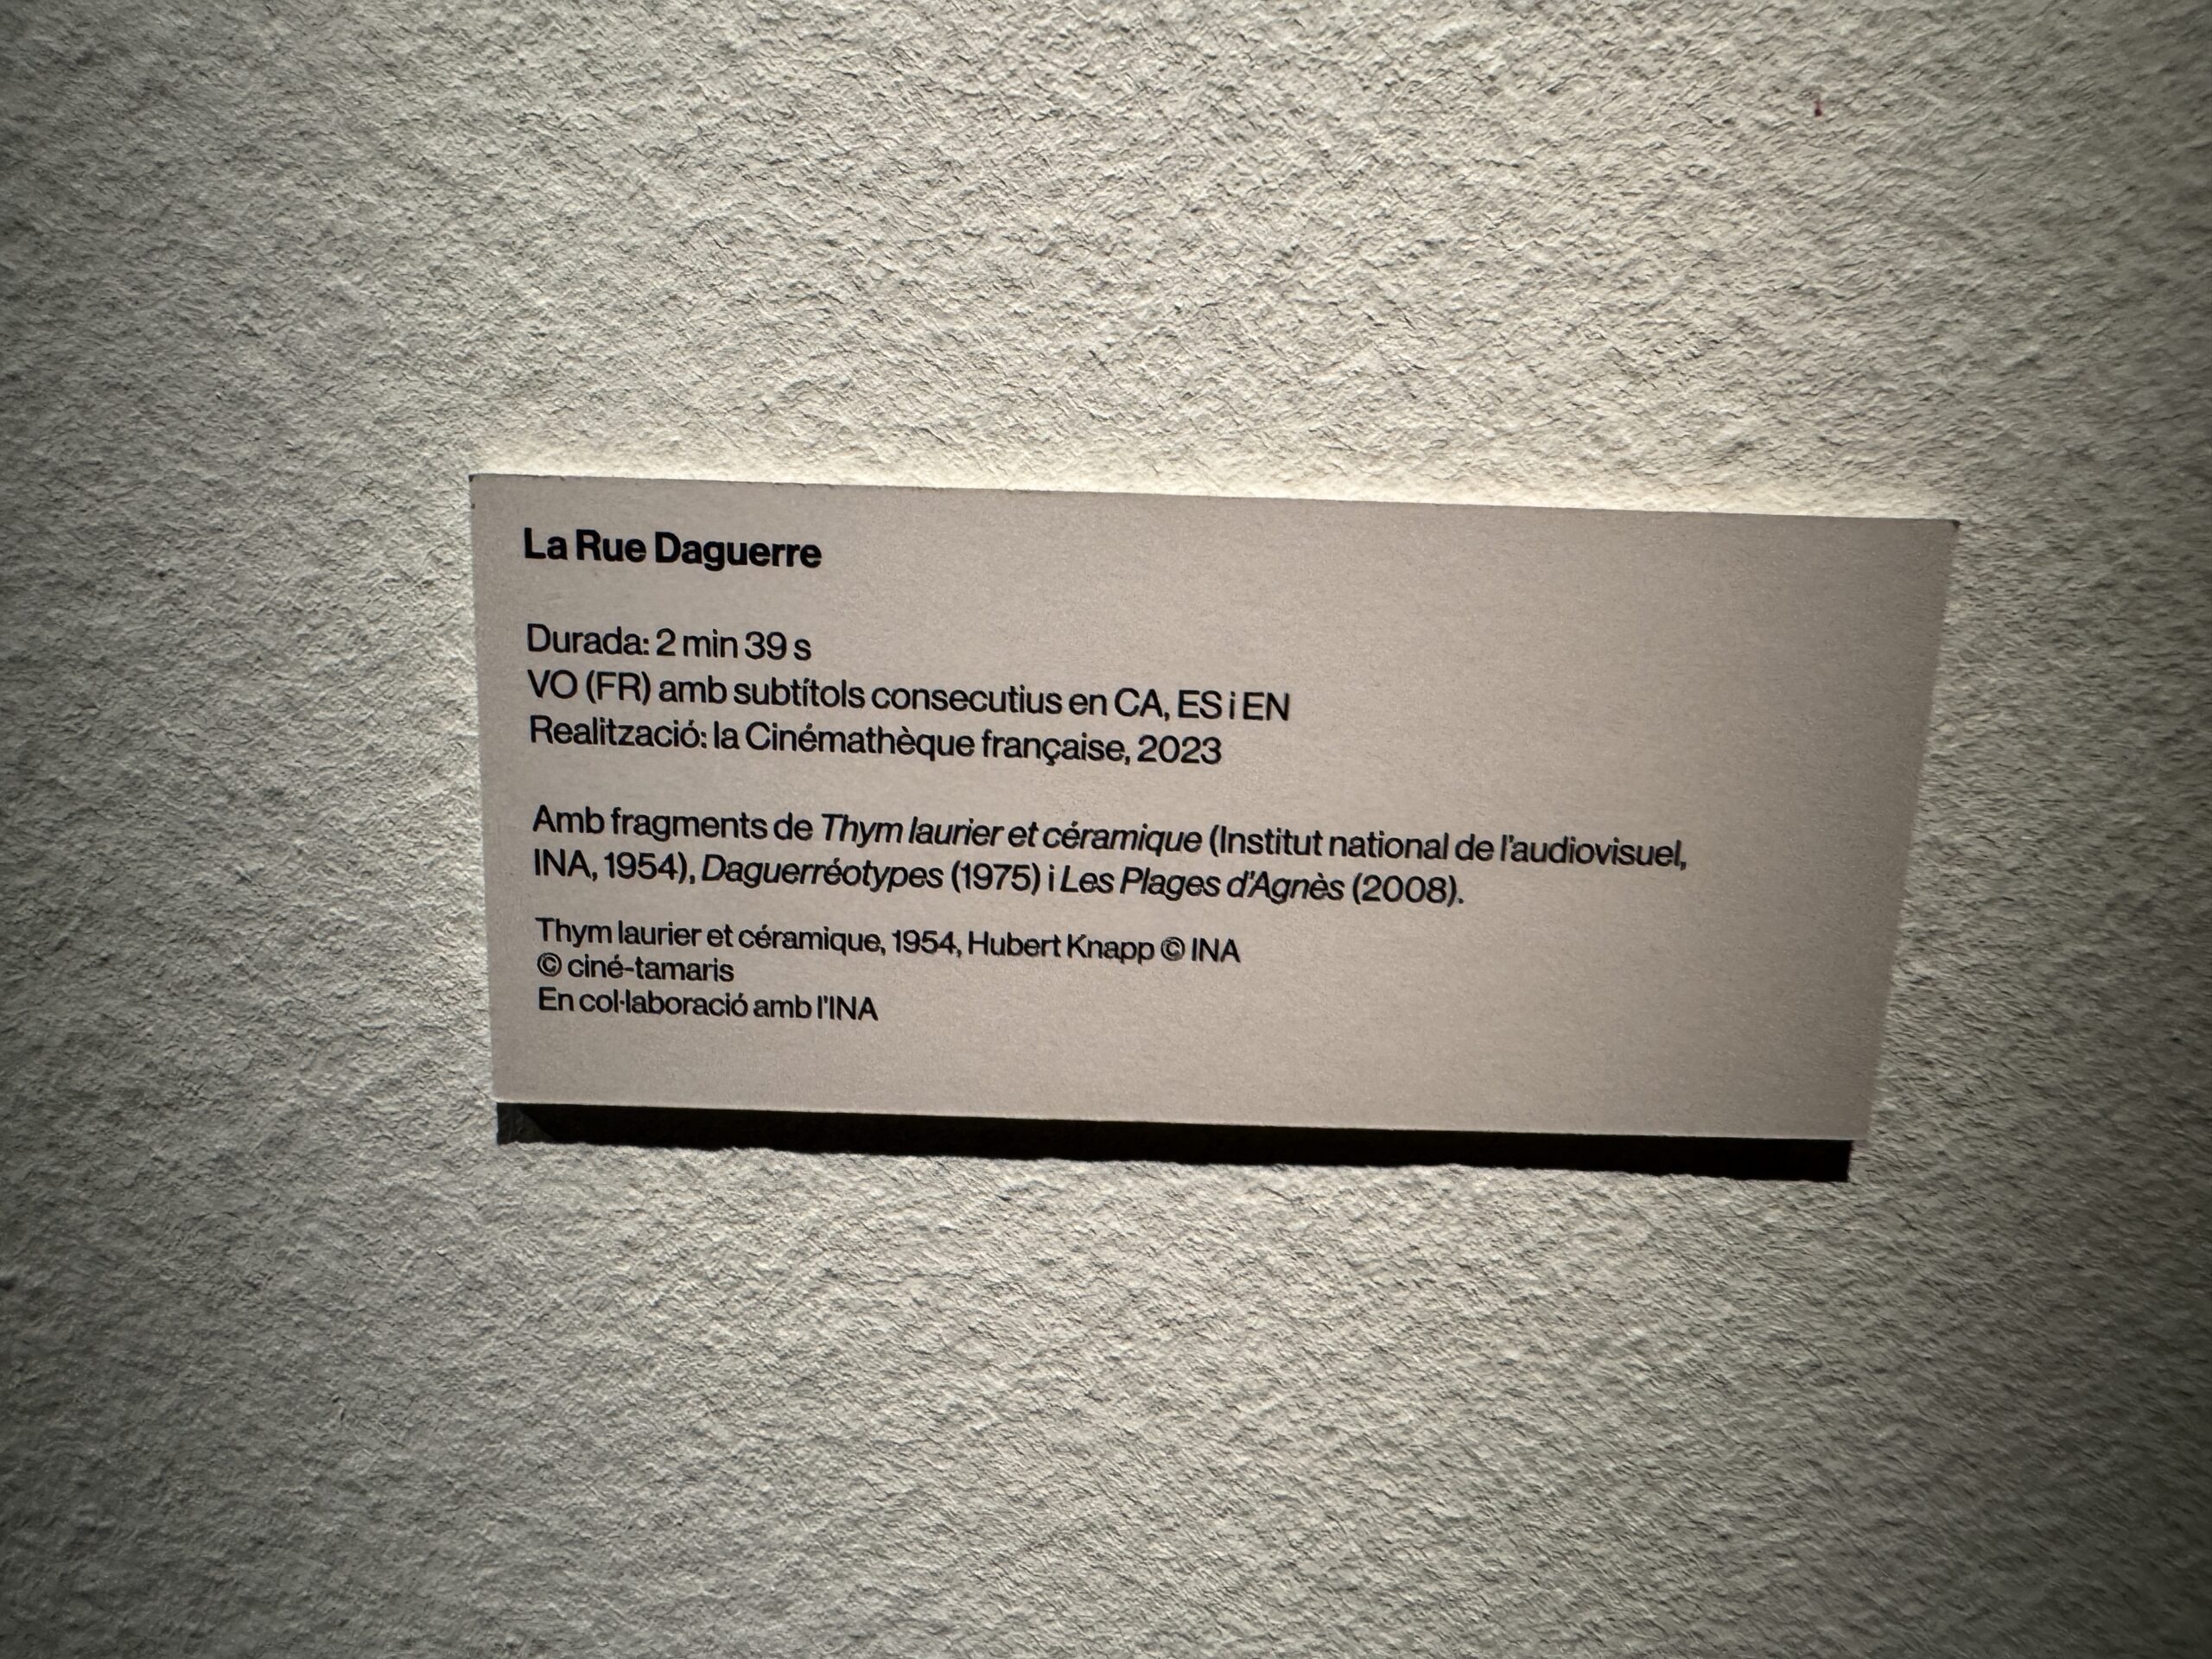 La Rue Daguerre
Durada: 2 min 39 s
VO (FR) amb subtítols consecutius en CA, ES i EN
Realització: la Cinémathèque française, 2023
Amb fragments de Thym laurier et céramique (Institut national de l'audiovisuel,
INA, 1954), Daguerréotypes (1975) i Les Plages d'Agnès (2008).
Thym laurier et céramique, 1954, Hubert Knapp © INA
© ciné-tamaris
En col·laboració amb l'INA